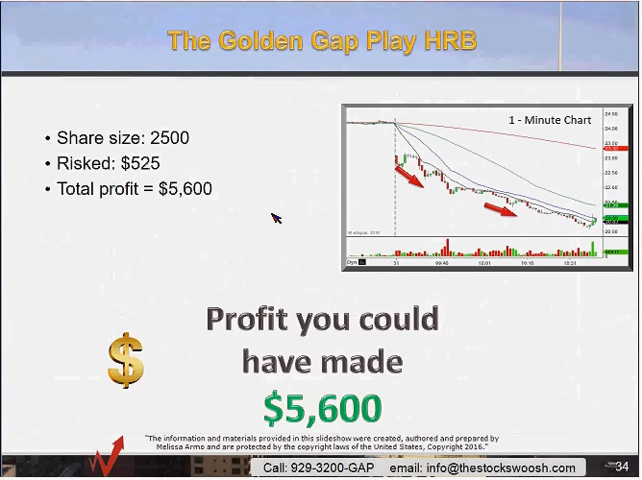 The Golden Gap Play HRB
1 - Minute Chart
• Share size: 2500
• Risked: $525
• Total profit = $5,600
Profit you could
have made
$5,600
$
"The information and materials provided in this slideshow were created, authored and prepared by
Melissa Armo and are protected by the copyright laws of the United States, Copyright 2016."
Call: 929-3200-GAP email: info@thestockswoosh.com
34